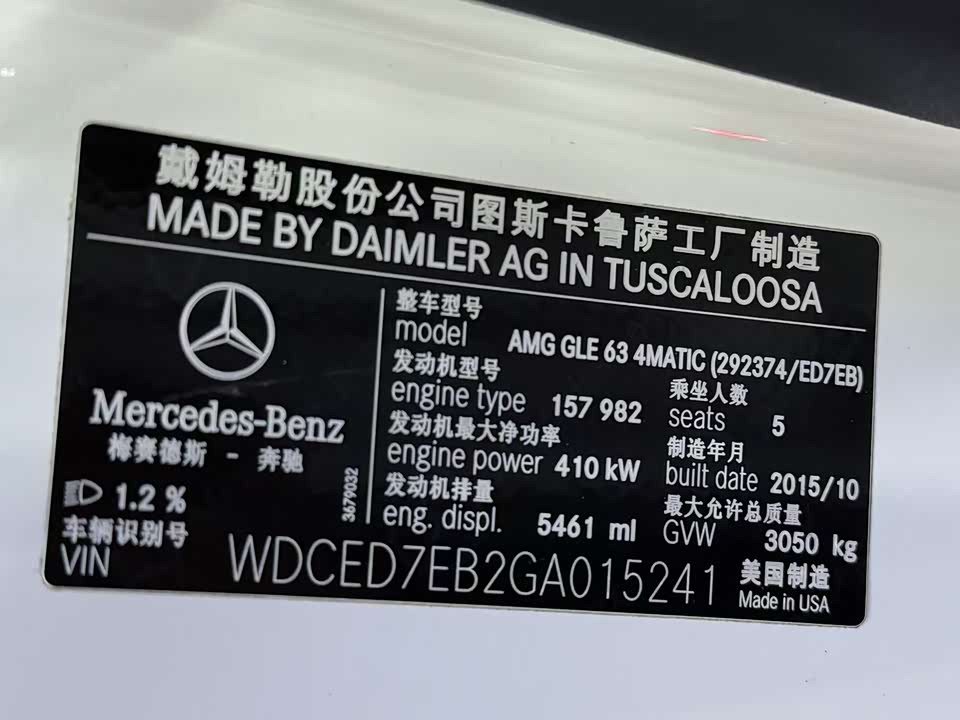 戴姆勒股份公司图斯卡鲁萨工厂制造
MADE BY DAIMLER AG IN TUSCALOOSA
Mercedes-Benz
梅赛德斯 - 奔驰
1.2 %
3679032
整车型号
model AMG GLE 63 4MATIC (292374/ED7EB)
发动机型号
engine type 157 982
乘坐人数
seats 5
发动机最大净功率
engine power 410 kW
制造年月
built date 2015/10
发动机排量
eng. displ. 5461 ml
最大允许总质量
GVW 3050 kg
车辆识别号
VIN WDCED7EB2GA015241
美国制造
Made in USA